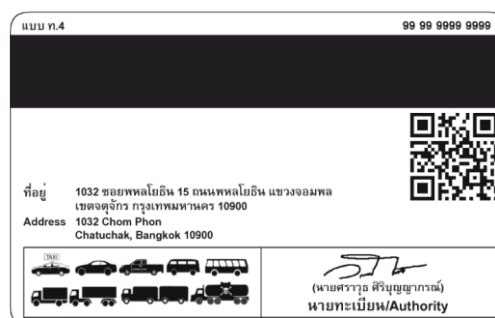 แบบ ท.4
99 99 9999 9999
ที่อยู่ 1032 ซอยพหลโยธิน 15 ถนนพหลโยธิน แขวงจอมพล
เขตจตุจักร กรุงเทพมหานคร 10900
Address 1032 Chom Phon
Chatuchak, Bangkok 10900
TAXI
(นายศราวุธ ศิริบุญญาภรณ์)
นายทะเบียน/Authority